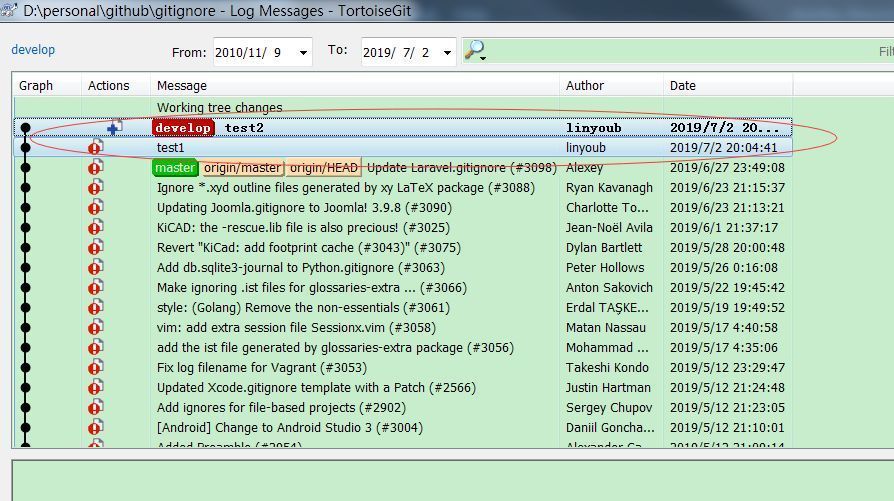 D:\personal\github\gitignore - Log Messages - TortoiseGit
develop From: 2010/11/ 9 To: 2019/ 7/ 2
Graph Actions Message Author Date
Working tree changes
develop test2 linyoub 2019/7/2 20...
test1 linyoub 2019/7/2 20:04:41
master origin/master origin/HEAD Update Laravel.gitignore (#3098) Alexey 2019/6/27 23:49:08
Ignore *.xyd outline files generated by xy LaTeX package (#3088) Ryan Kavanagh 2019/6/23 21:15:37
Updating Joomla.gitignore to Joomla! 3.9.8 (#3090) Charlotte To... 2019/6/23 21:13:21
KiCAD: the -rescue.lib file is also precious! (#3025) Jean-Noël Avila 2019/6/1 21:37:17
Revert "KiCad: add footprint cache (#3043)" (#3075) Dylan Bartlett 2019/5/28 20:00:48
Add db.sqlite3-journal to Python.gitignore (#3063) Peter Hollows 2019/5/26 0:16:08
Make ignoring .ist files for glossaries-extra ... (#3066) Anton Sakovich 2019/5/22 19:45:42
style: (Golang) Remove the non-essentials (#3061) Erdal TAŞKE... 2019/5/19 19:49:52
vim: add extra session file Sessionx.vim (#3058) Matan Nassau 2019/5/17 4:40:58
add the ist file generated by glossaries-extra package (#3056) Mohammad ... 2019/5/17 4:35:06
Fix log filename for Vagrant (#3053) Takeshi Kondo 2019/5/12 23:29:47
Updated Xcode.gitignore template with a Patch (#2566) Justin Hartman 2019/5/12 21:24:48
Add ignores for file-based projects (#2902) Sergey Chupov 2019/5/12 21:23:05
[Android] Change to Android Studio 3 (#3004) Daniil Goncha... 2019/5/12 21:10:01